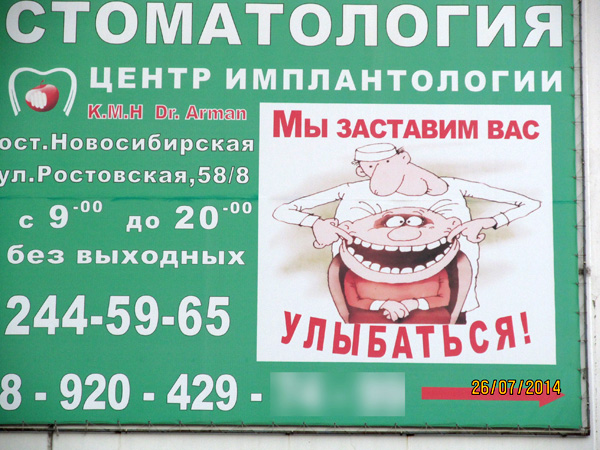 СТОМАТОЛОГИЯ
ЦЕНТР ИМПЛАНТОЛОГИИ
К.М.Н Dr. Arman
ост.Новосибирская
ул.Ростовская,58/8
с 9-00 до 20-00
без выходных
244-59-65
8 - 920 - 429 -
МЫ ЗАСТАВИМ ВАС
УЛЫБАТЬСЯ!
26/07/2014